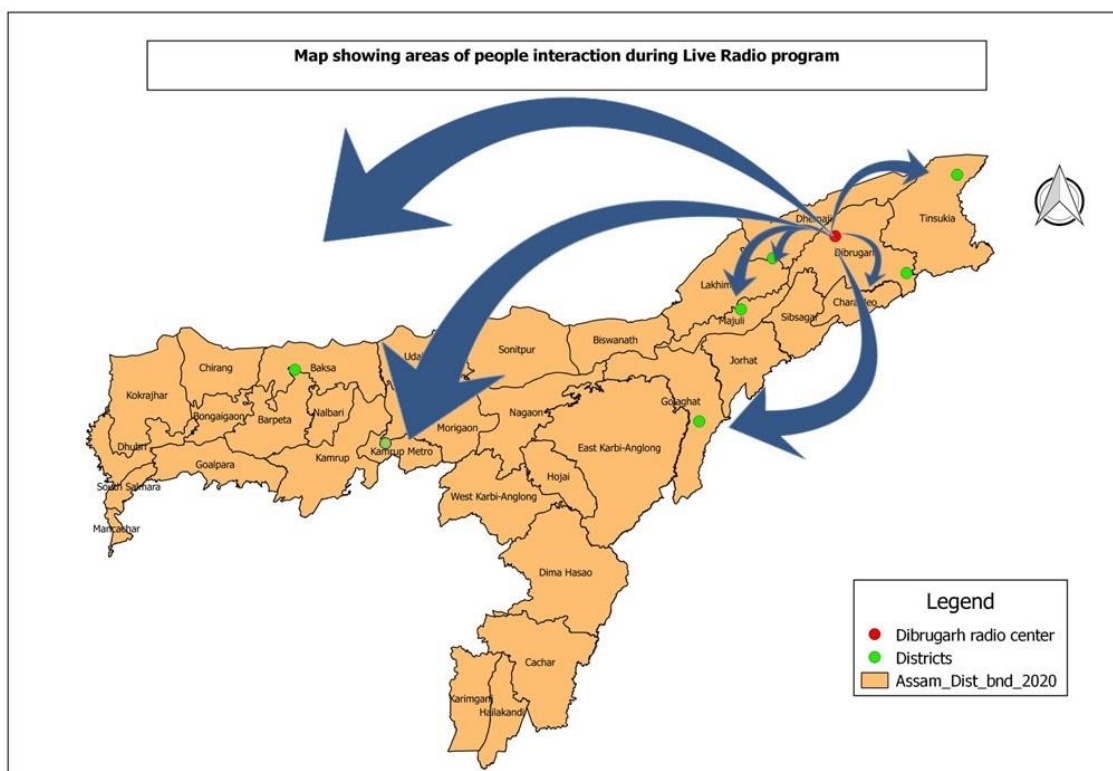 Map showing areas of people interaction during Live Radio program
Tinsukia
Dhemaji
Dibrugarh
Lakhim
Charaideo
Majuli
Sibsagar
Jorhat
Biswanath
Sonitpur
Udal
Baksa
Chirang
Kokrajhar
Bongaigaon
Barpeta
Nalbari
Nagaon
Golaghat
Morigaon
Dhubri
Goalpara
Kamrup
Kamrup Metro
East Karbi-Anglong
Hojai
South Salmara
West Karbi-Anglong
Mancachar
Dima Hasao
Cachar
Karimganj
Hailakandi
Legend
Dibrugarh radio center
Districts
Assam_Dist_bnd_2020